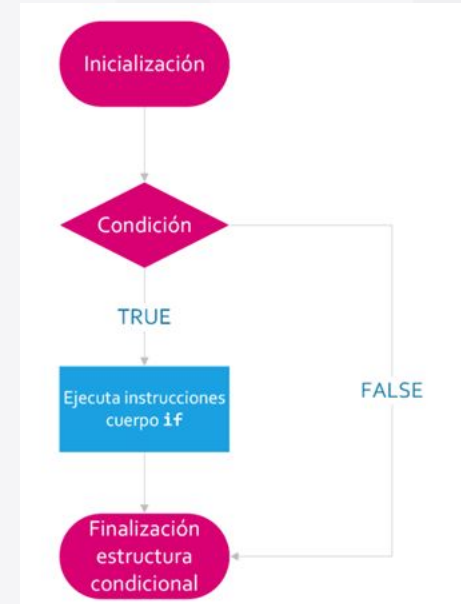 Inicialización
Condición
TRUE
Ejecuta instrucciones
cuerpo if
FALSE
Finalización
estructura
condicional